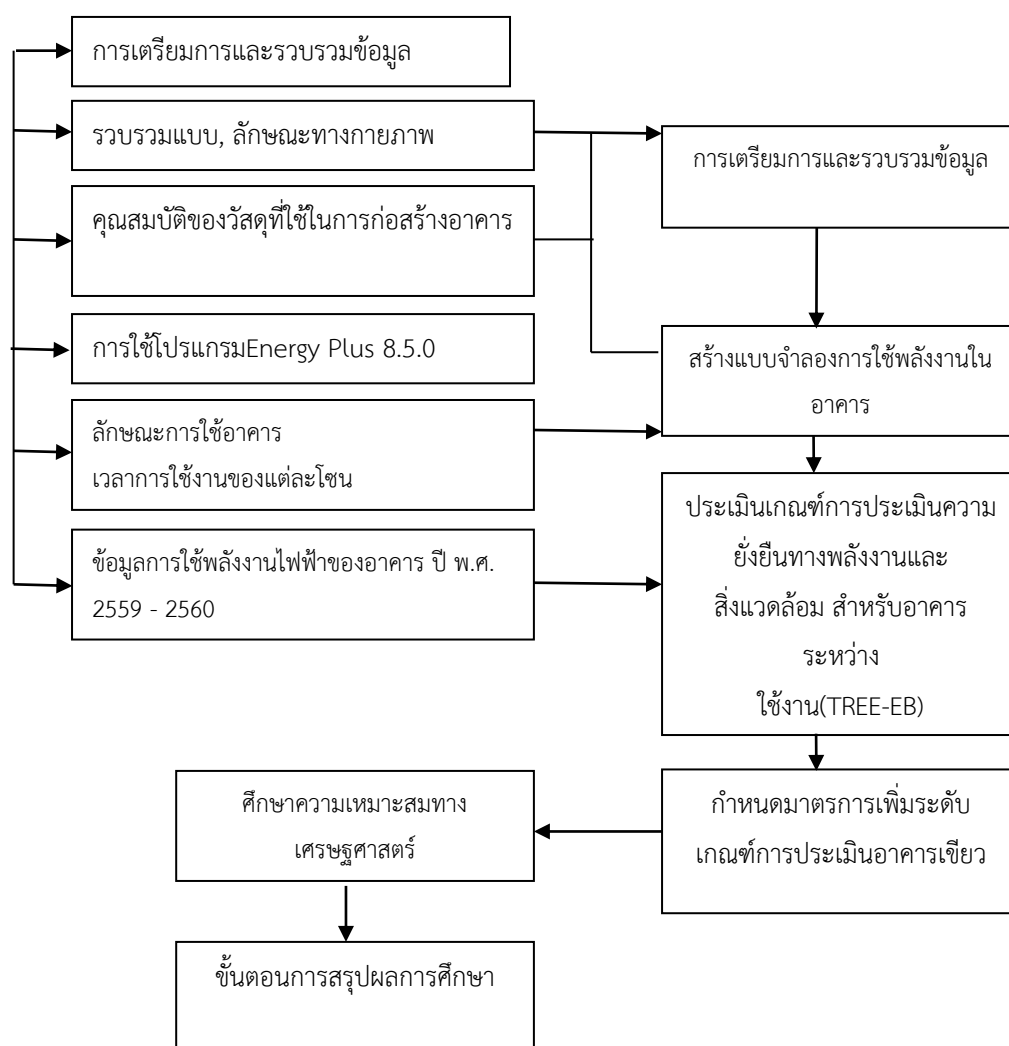 การเตรียมการและรวบรวมข้อมูล
รวบรวมแบบ, ลักษณะทางกายภาพ
คุณสมบัติของวัสดุที่ใช้ในการก่อสร้างอาคาร
การใช้โปรแกรมEnergy Plus 8.5.0
ลักษณะการใช้อาคาร
เวลาการใช้งานของแต่ละโซน
ข้อมูลการใช้พลังงานไฟฟ้าของอาคาร ปี พ.ศ.
2559 - 2560
การเตรียมการและรวบรวมข้อมูล
สร้างแบบจำลองการใช้พลังงานใน
อาคาร
ประเมินเกณฑ์การประเมินความ
ยั่งยืนทางพลังงานและ
สิ่งแวดล้อม สำหรับอาคาร
ระหว่าง
ใช้งาน(TREE-EB)
กำหนดมาตรการเพิ่มระดับ
เกณฑ์การประเมินอาคารเขียว
ศึกษาความเหมาะสมทาง
เศรษฐศาสตร์
ขั้นตอนการสรุปผลการศึกษา